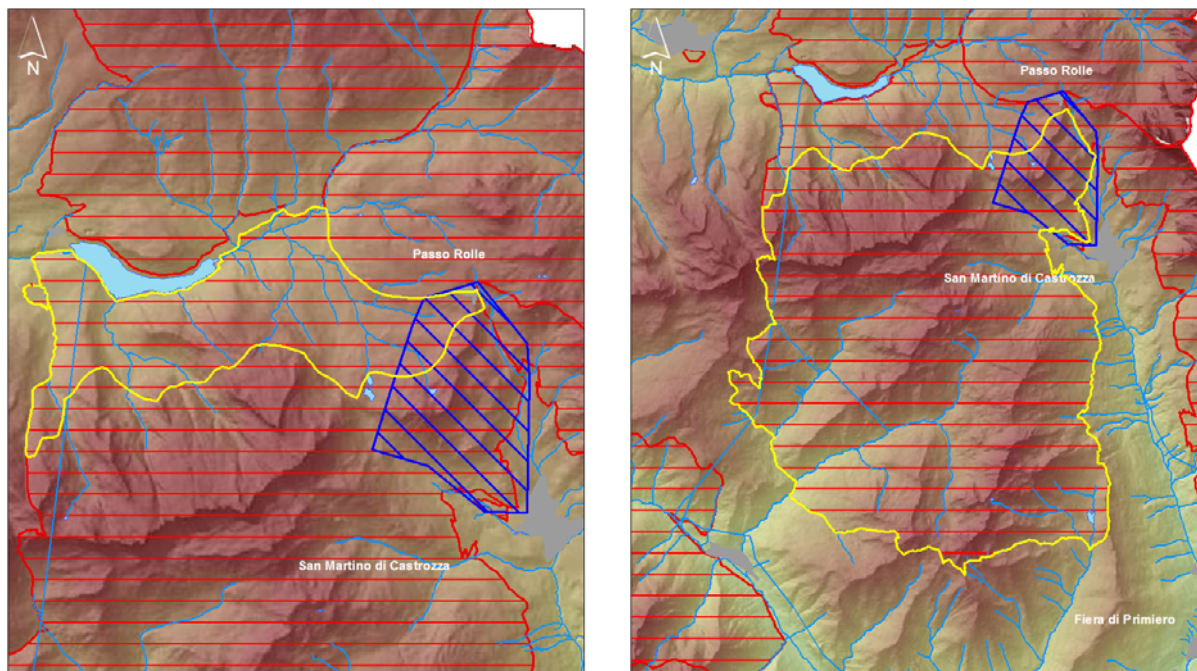 N
Passo Rolle
San Martino di Castrozza
N
Passo Rolle
San Martino di Castrozza
Fiera di Primiero